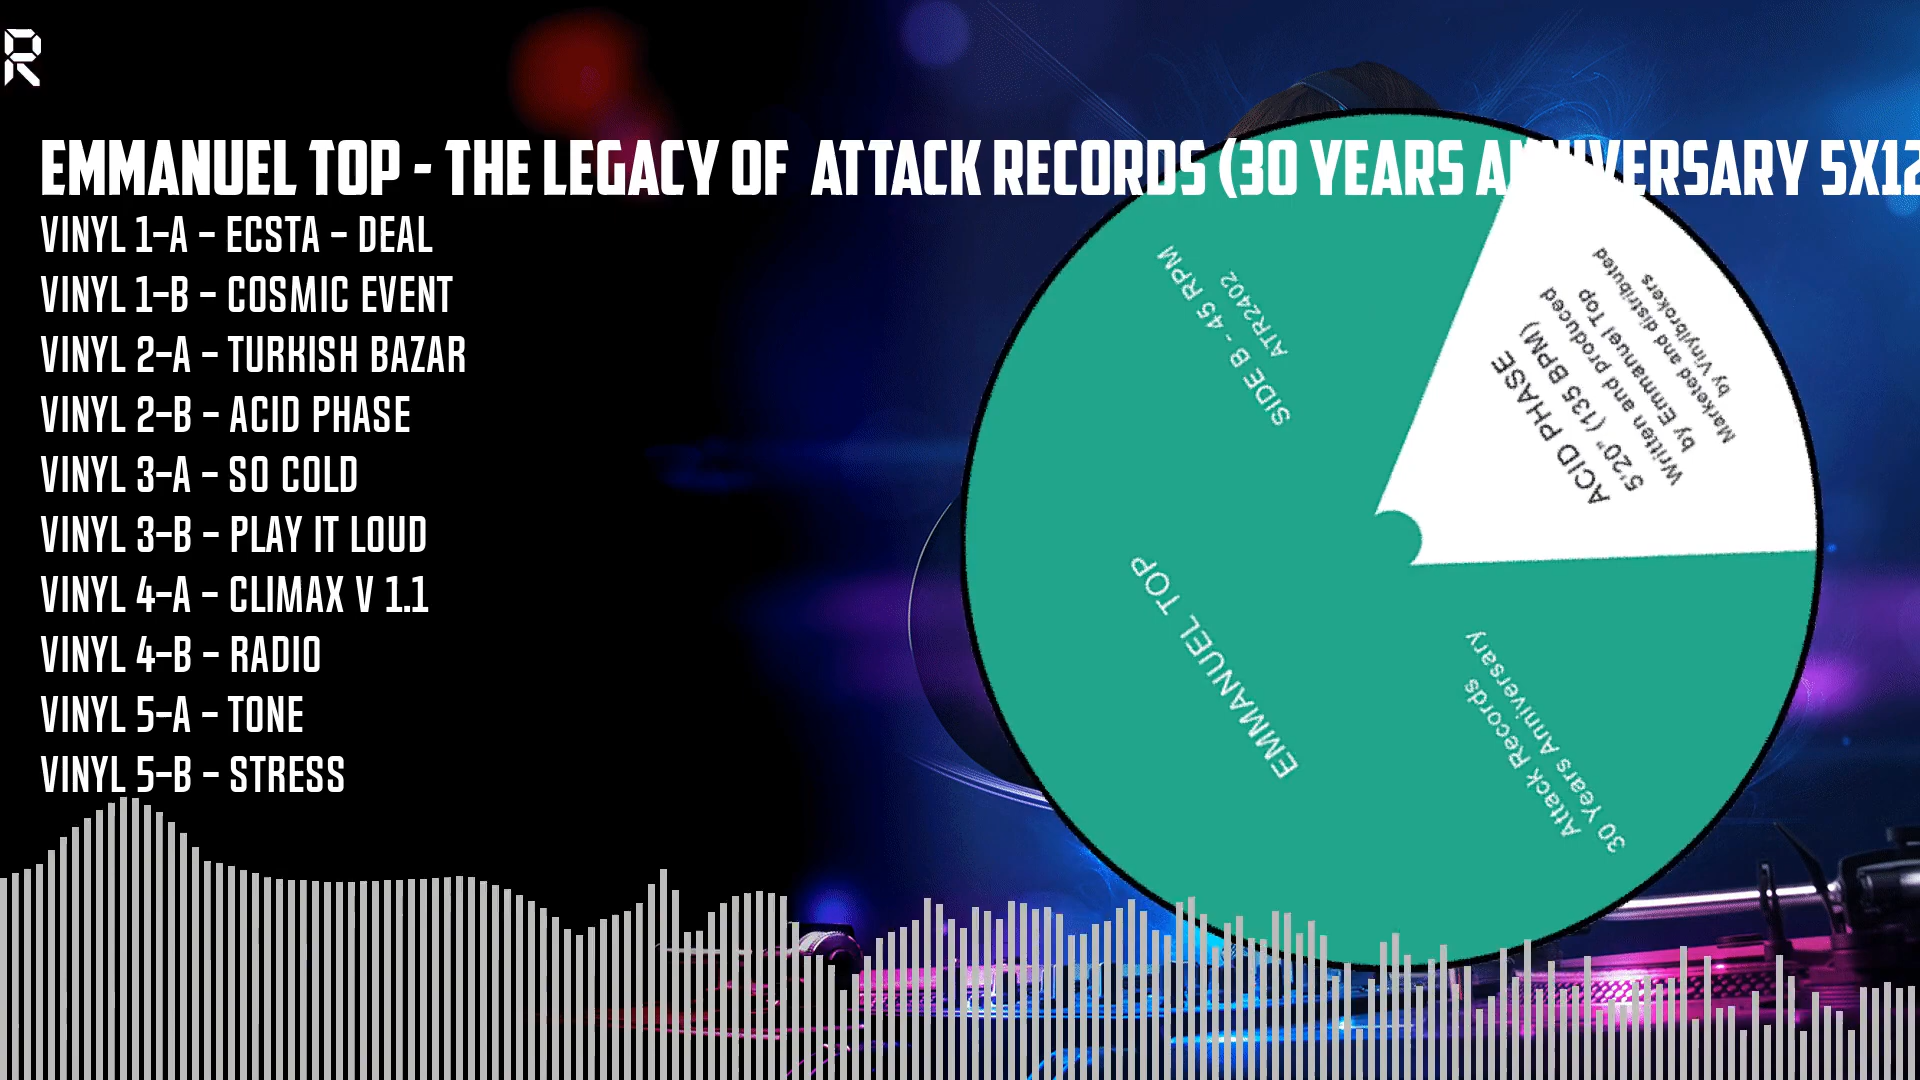 R
EMMANUEL TOP - THE LEGACY OF ATTACK RECORDS (30 YEARS ANNIVERSARY 5X12
VINYL 1-A - ECSTA - DEAL
VINYL 1-B - COSMIC EVENT
VINYL 2-A - TURKISH BAZAR
VINYL 2-B - ACID PHASE
VINYL 3-A - SO COLD
VINYL 3-B - PLAY IT LOUD
VINYL 4-A - CLIMAX V 1.1
VINYL 4-B - RADIO
VINYL 5-A - TONE
VINYL 5-B - STRESS
SIDE B - 45 RPM
ATR2402
ACID PHASE
5'20" (135 BPM)
Written and produced
by Emmanuel Top
Marketed and distributed
by Vinylbrokers
EMMANUEL TOP
Attack Records
30 Years Anniversary